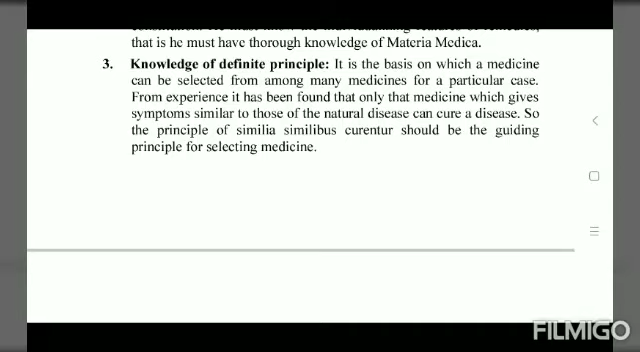 that is he must have thorough knowledge of Materia Medica.
3. Knowledge of definite principle: It is the basis on which a medicine
can be selected from among many medicines for a particular case.
From experience it has been found that only that medicine which gives
symptoms similar to those of the natural disease can cure a disease. So
the principle of similia similibus curentur should be the guiding
principle for selecting medicine.
FILMIGO